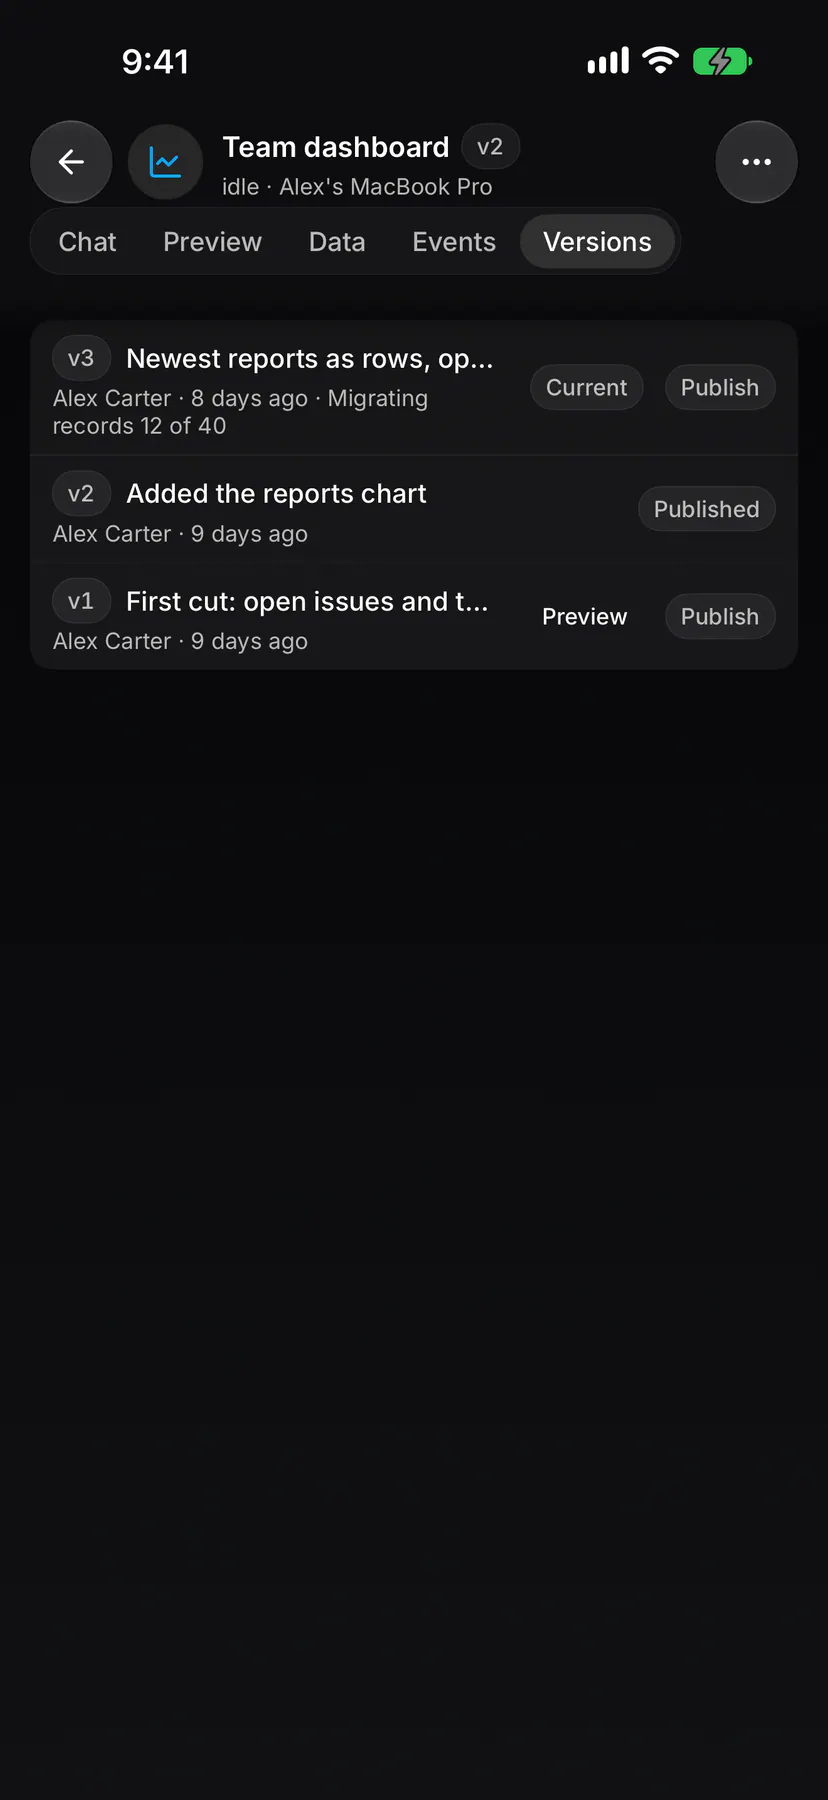 9:41
Team dashboard v2
idle · Alex's MacBook Pro
Chat Preview Data Events Versions
v3 Newest reports as rows, op...
Alex Carter · 8 days ago · Migrating
records 12 of 40
Current Publish
v2 Added the reports chart
Alex Carter · 9 days ago
Published
v1 First cut: open issues and t...
Alex Carter · 9 days ago
Preview Publish